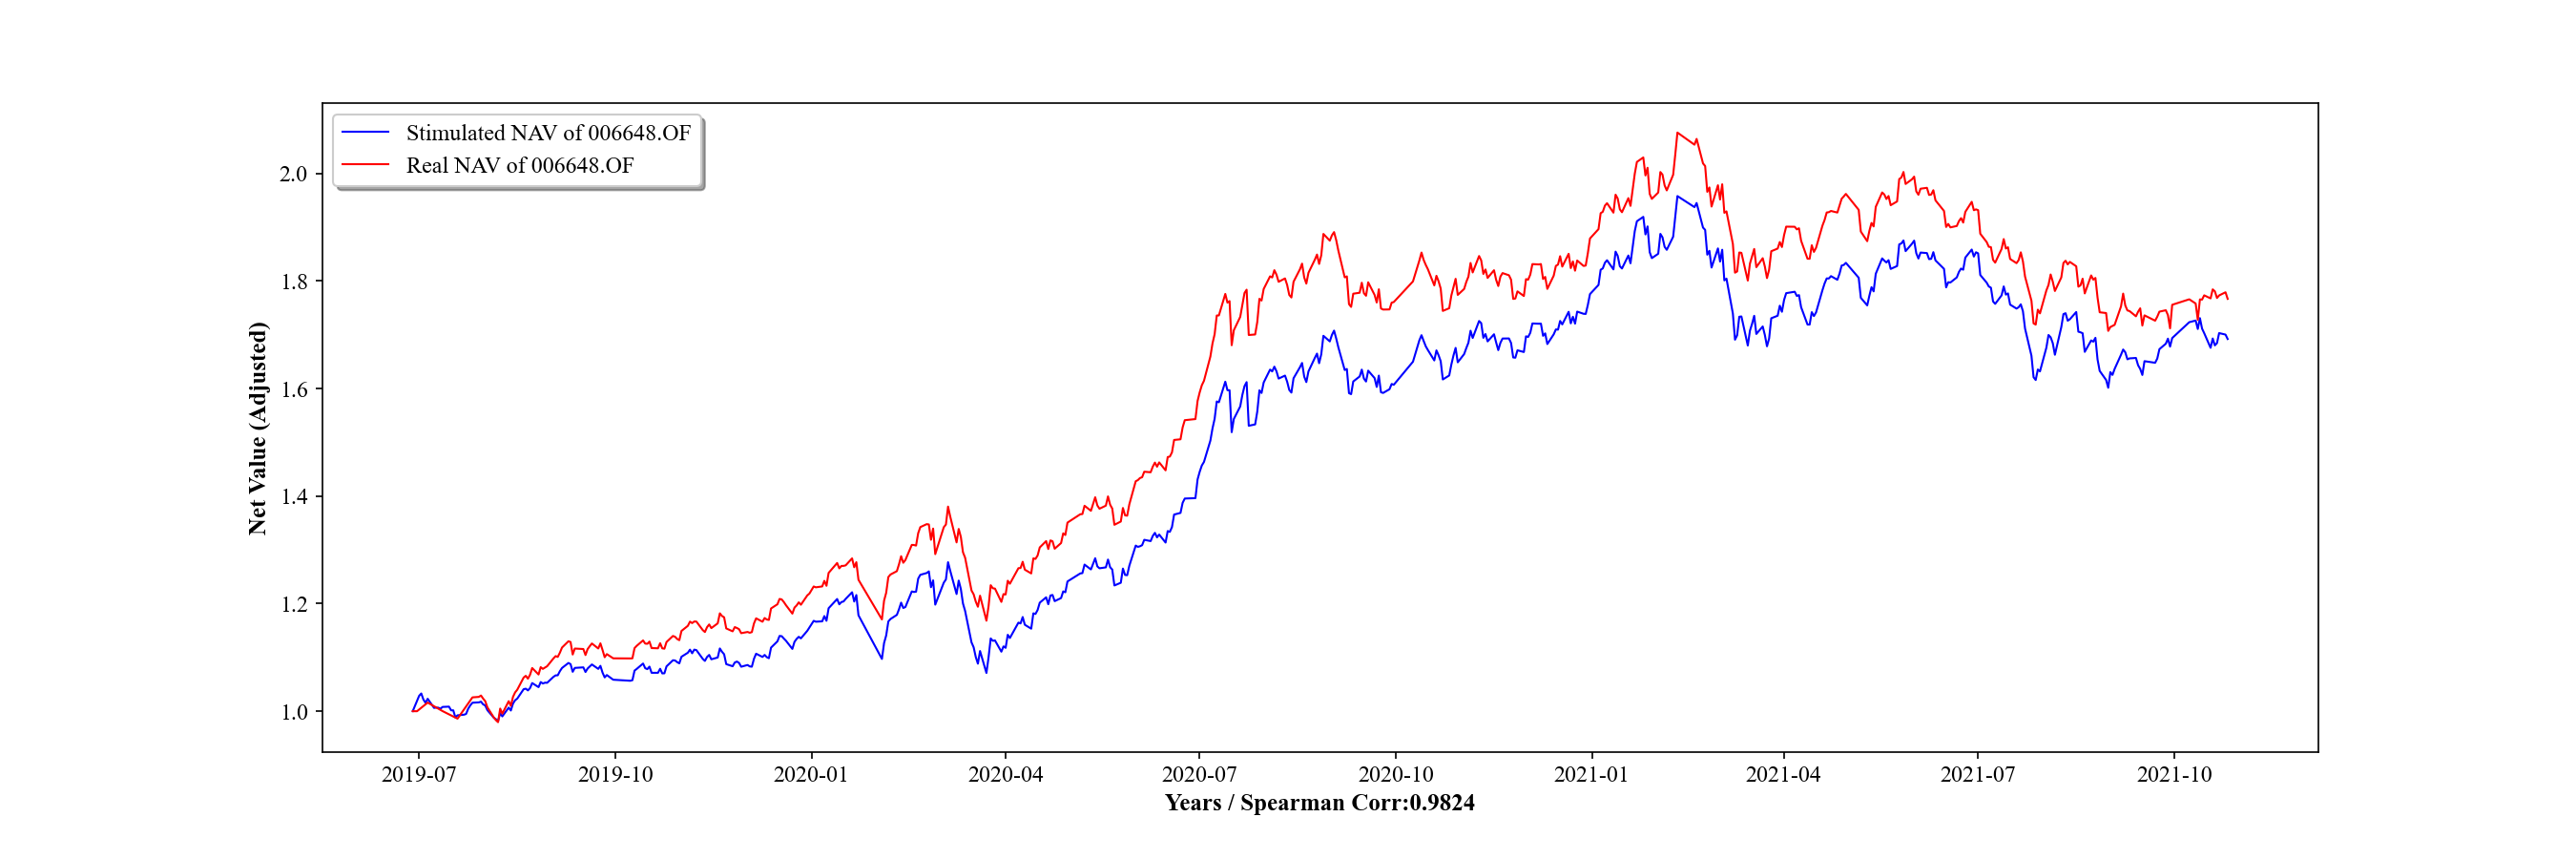 Stimulated NAV of 006648.OF
Real NAV of 006648.OF
Net Value (Adjusted)
2.0
1.8
1.6
1.4
1.2
1.0
2019-07 2019-10 2020-01 2020-04 2020-07 2020-10 2021-01 2021-04 2021-07 2021-10
Years / Spearman Corr:0.9824